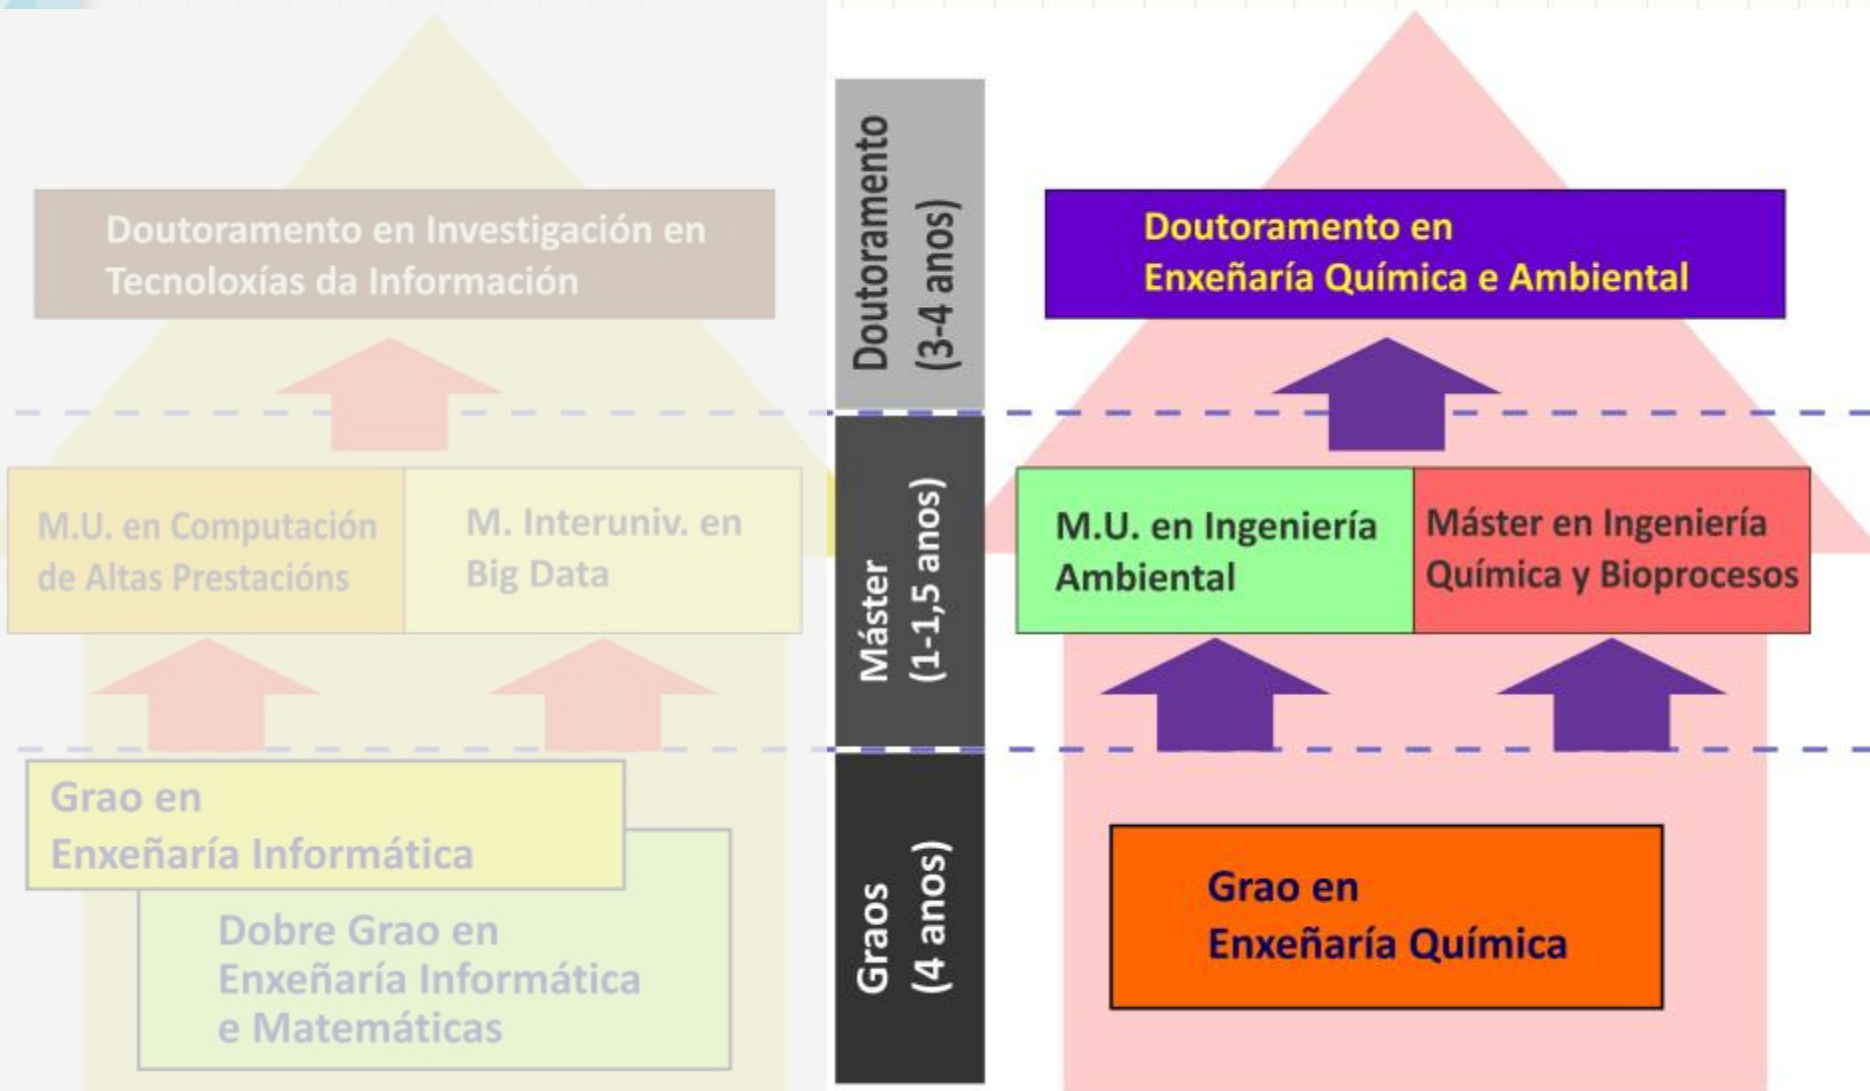 Doutoramento en Investigación en
Tecnoloxías da Información
M.U. en Computación
de Altas Prestacións
M. Interuniv. en
Big Data
Grao en
Enxeñaría Informática
Dobre Grao en
Enxeñaría Informática
e Matemáticas
Doutoramento
(3-4 anos)
Máster
(1-1,5 anos)
Graos
(4 anos)
Doutoramento en
Enxeñaría Química e Ambiental
M.U. en Ingeniería
Ambiental
Máster en Ingeniería
Química y Bioprocesos
Grao en
Enxeñaría Química